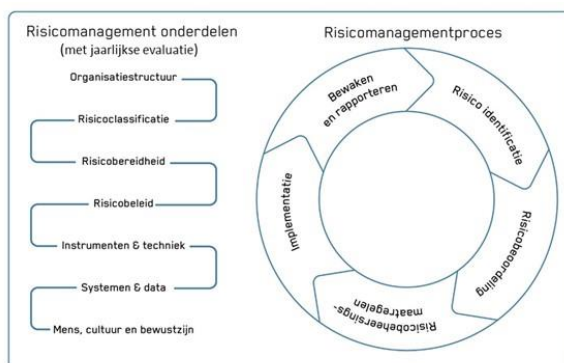 Risicomanagement onderdelen
(met jaarlijkse evaluatie)
Organisatiestructuur
Risicoclassificatie
Risicobereidheid
Risicobeleid
Instrumenten & techniek
Systemen & data
Mens, cultuur en bewustzijn
Risicomanagementproces
Risico identificatie
Risicobeoordeling
Risicobeheersings-
maatregelen
Implementatie
Bewaken
en rapporteren